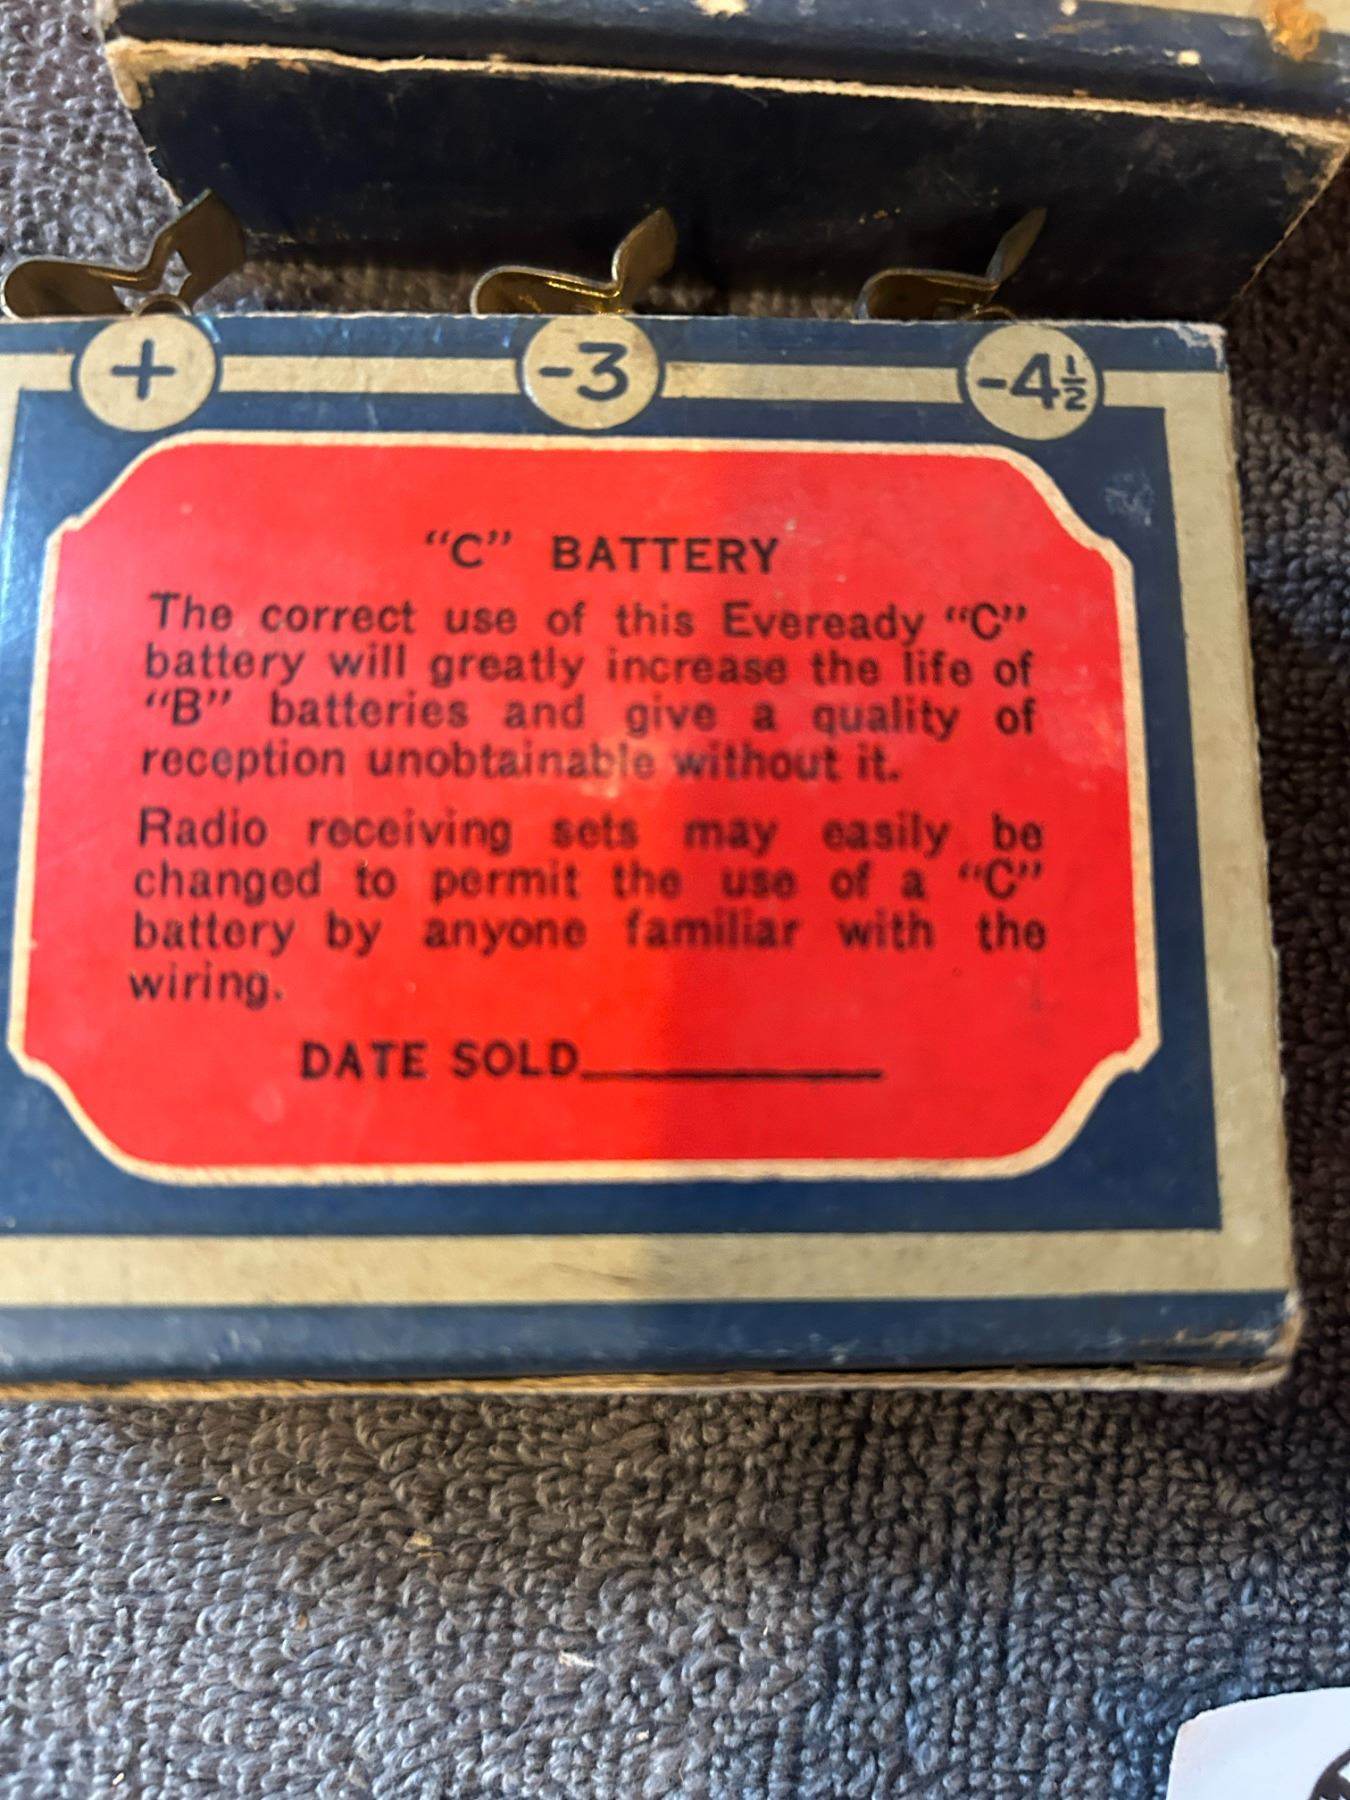 + -3 -4½
"C" BATTERY
The correct use of this Eveready "C"
battery will greatly increase the life of
"B" batteries and give a quality of
reception unobtainable without it.
Radio receiving sets may easily be
changed to permit the use of a "C"
battery by anyone familiar with the
wiring.
DATE SOLD__________